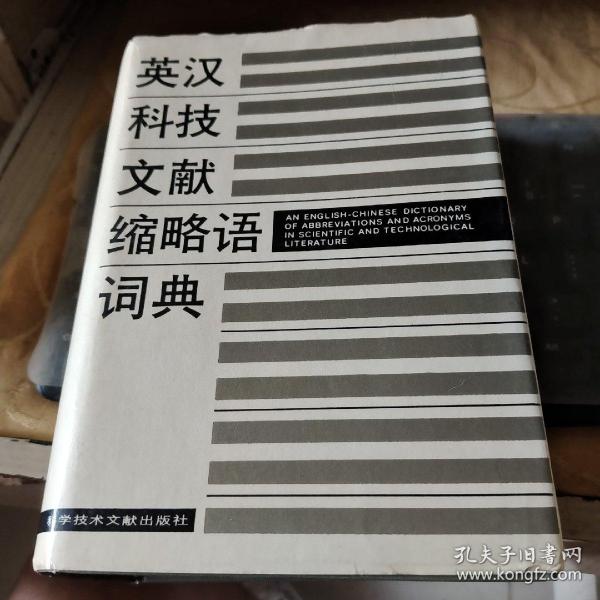 英汉
科技
文献
缩略语
AN ENGLISH-CHINESE DICTIONARY
OF ABBREVIATIONS AND ACRONYMS
IN SCIENTIFIC AND TECHNOLOGICAL
LITERATURE
词典
科学技术文献出版社
孔夫子旧书网
www.kongfz.com